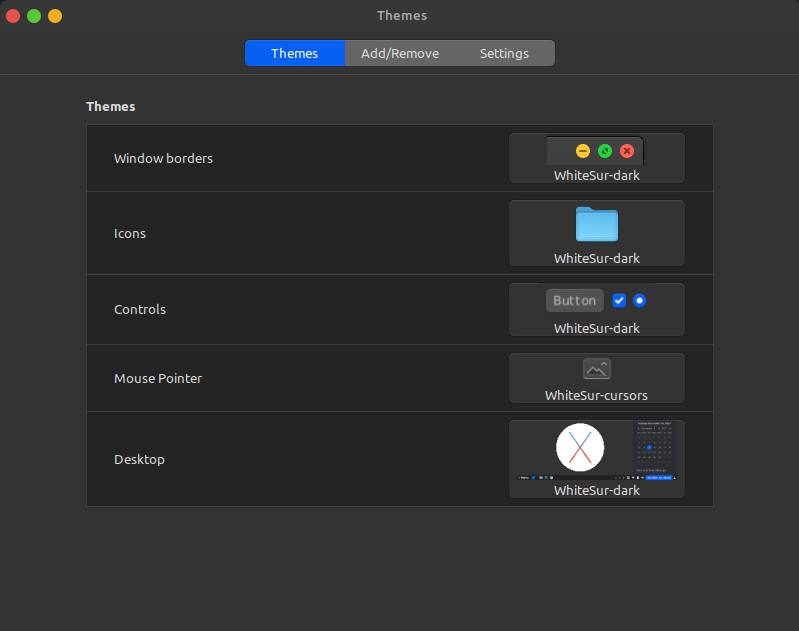 Themes
Themes Add/Remove Settings
Themes
Window borders
WhiteSur-dark
Icons
WhiteSur-dark
Controls
Button
WhiteSur-dark
Mouse Pointer
WhiteSur-cursors
Desktop
WhiteSur-dark